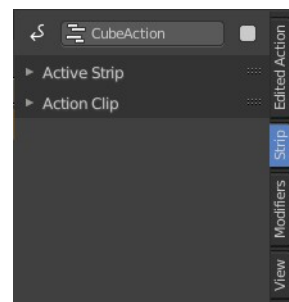 CubeAction
Active Strip
Action Clip
Edited Action
Strip
Modifiers
View